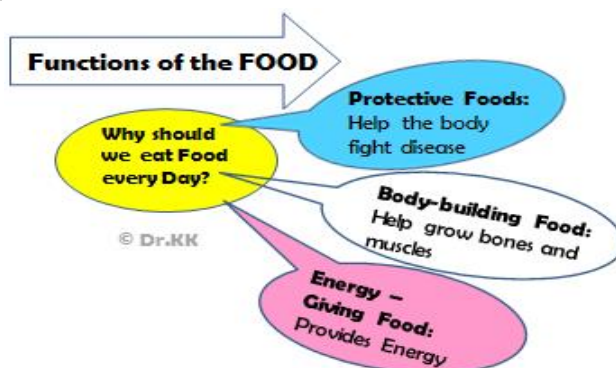 Functions of the FOOD
Why should
we eat Food
every Day?
Protective Foods:
Help the body
fight disease
Body-building Food:
Help grow bones and
muscles
Energy –
Giving Food:
Provides Energy
© Dr.KK